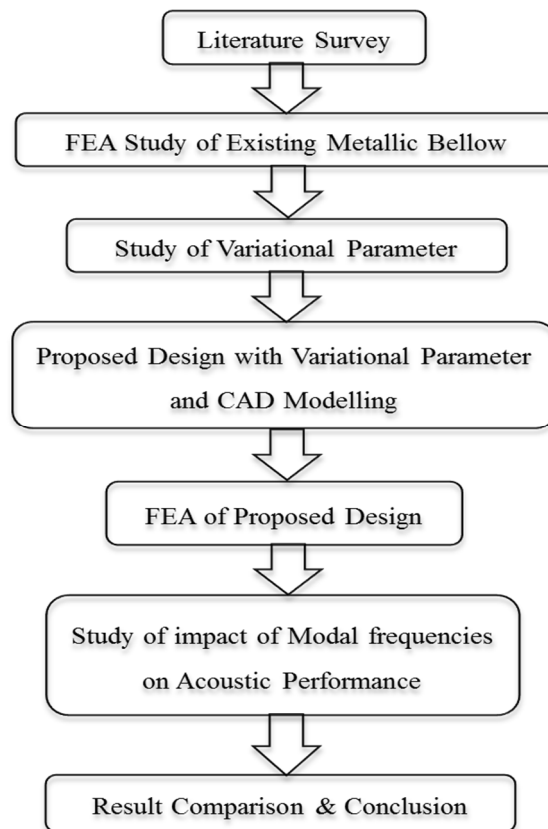 Literature Survey
FEA Study of Existing Metallic Bellow
Study of Variational Parameter
Proposed Design with Variational Parameter
and CAD Modelling
FEA of Proposed Design
Study of impact of Modal frequencies
on Acoustic Performance
Result Comparison & Conclusion